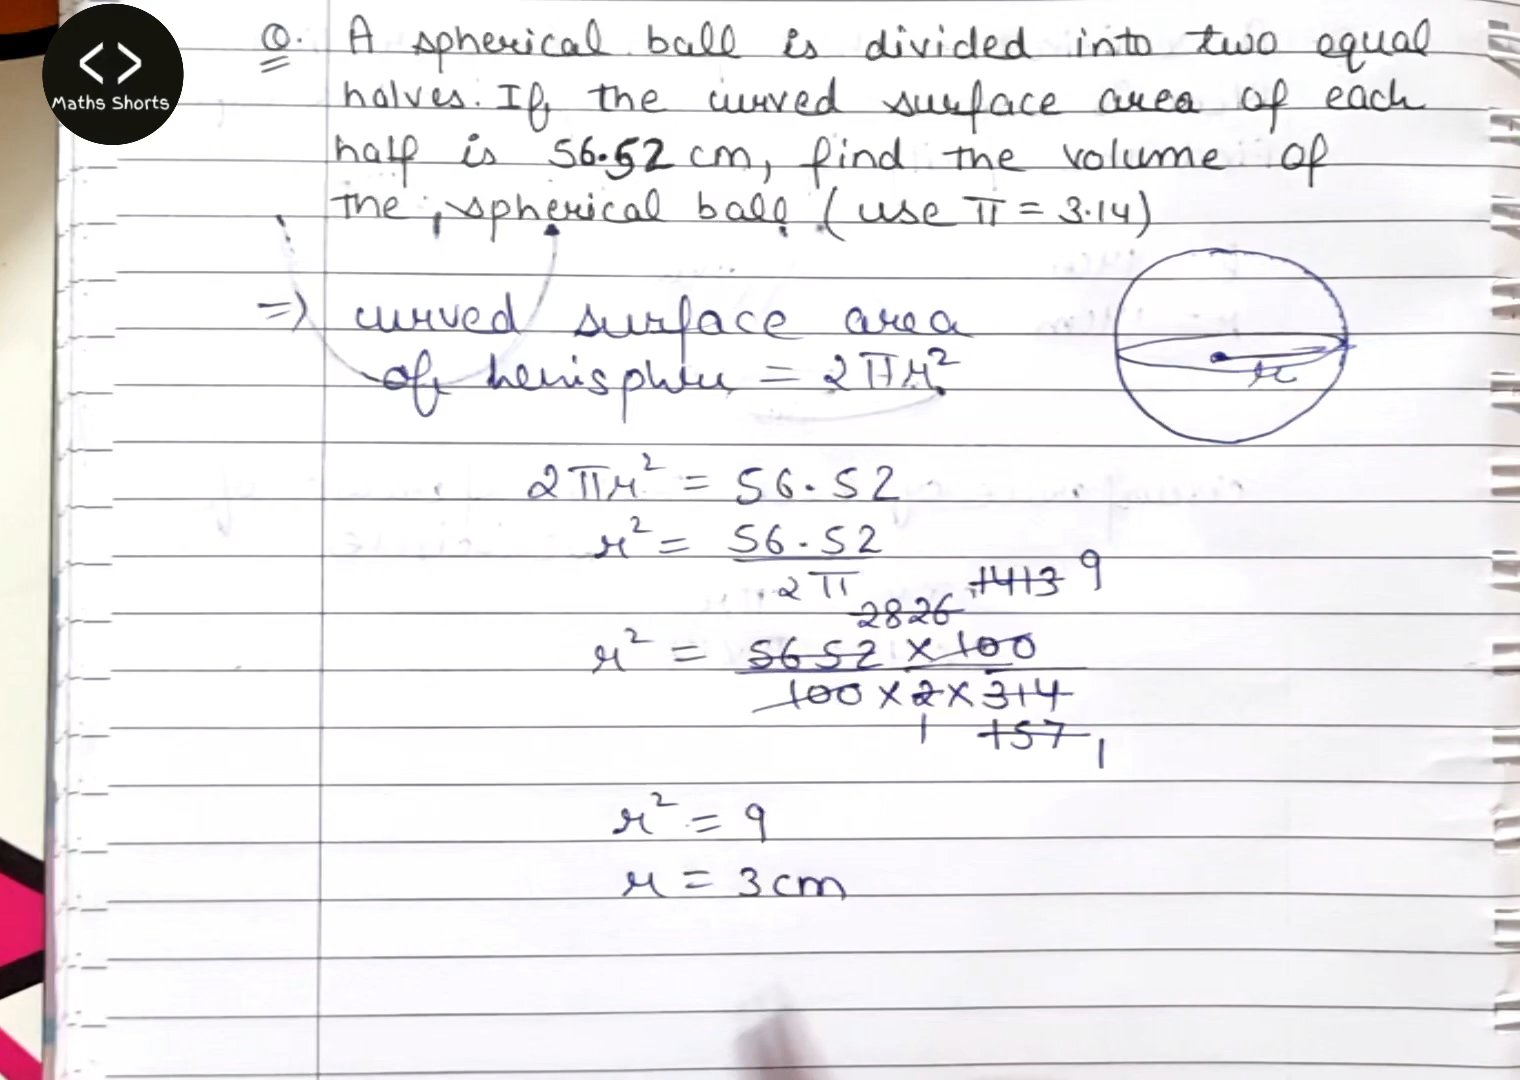 <>
Maths Shorts
Q. A spherical ball is divided into two equal
halves. If the curved surface area of each
half is 56.52 cm, find the volume of
the spherical ball (use π = 3.14)
=> curved surface area
of hemisphere = 2πr²
r
2πr² = 56.52
r² = 56.52
2π
2826 1413 9
r² = 5652 × 100
100 × 2 × 314
1 157 1
r² = 9
r = 3cm